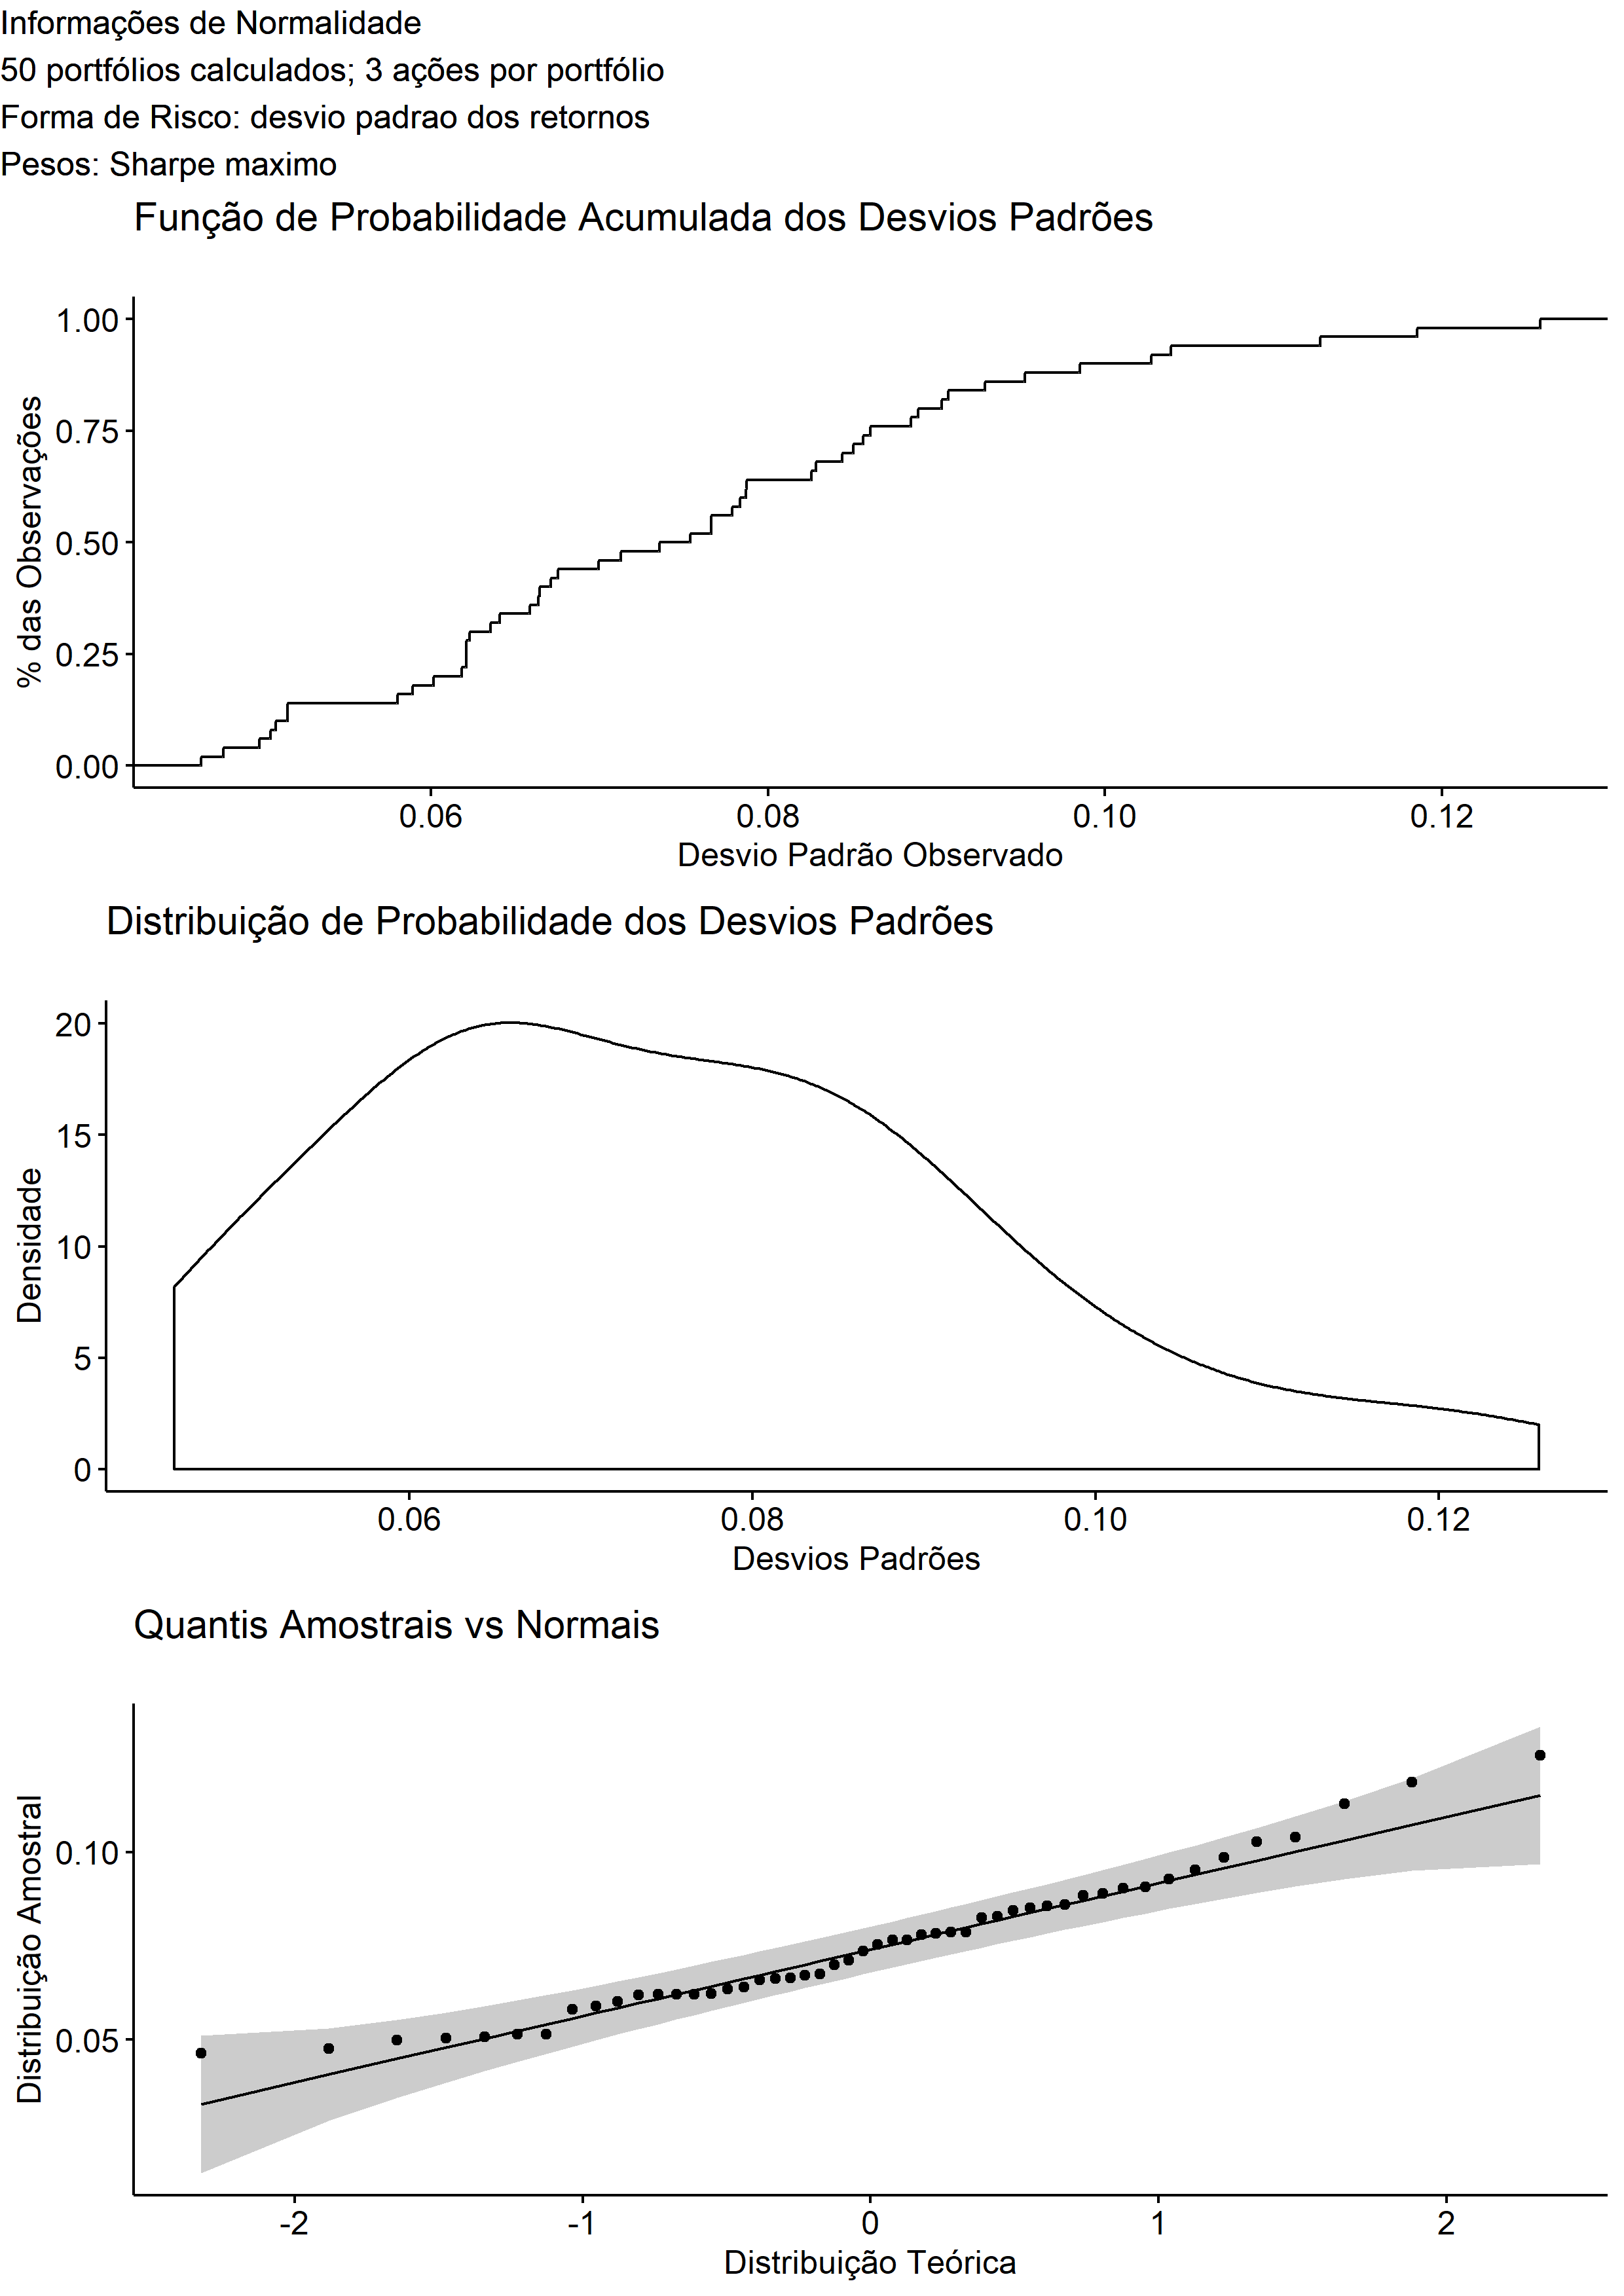 Informações de Normalidade
50 portfólios calculados; 3 ações por portfólio
Forma de Risco: desvio padrao dos retornos
Pesos: Sharpe maximo
Função de Probabilidade Acumulada dos Desvios Padrões
% das Observações
1.00
0.75
0.50
0.25
0.00
0.06 0.08 0.10 0.12
Desvio Padrão Observado
Distribuição de Probabilidade dos Desvios Padrões
Densidade
20
15
10
5
0
0.06 0.08 0.10 0.12
Desvios Padrões
Quantis Amostrais vs Normais
Distribuição Amostral
0.10
0.05
-2 -1 0 1 2
Distribuição Teórica